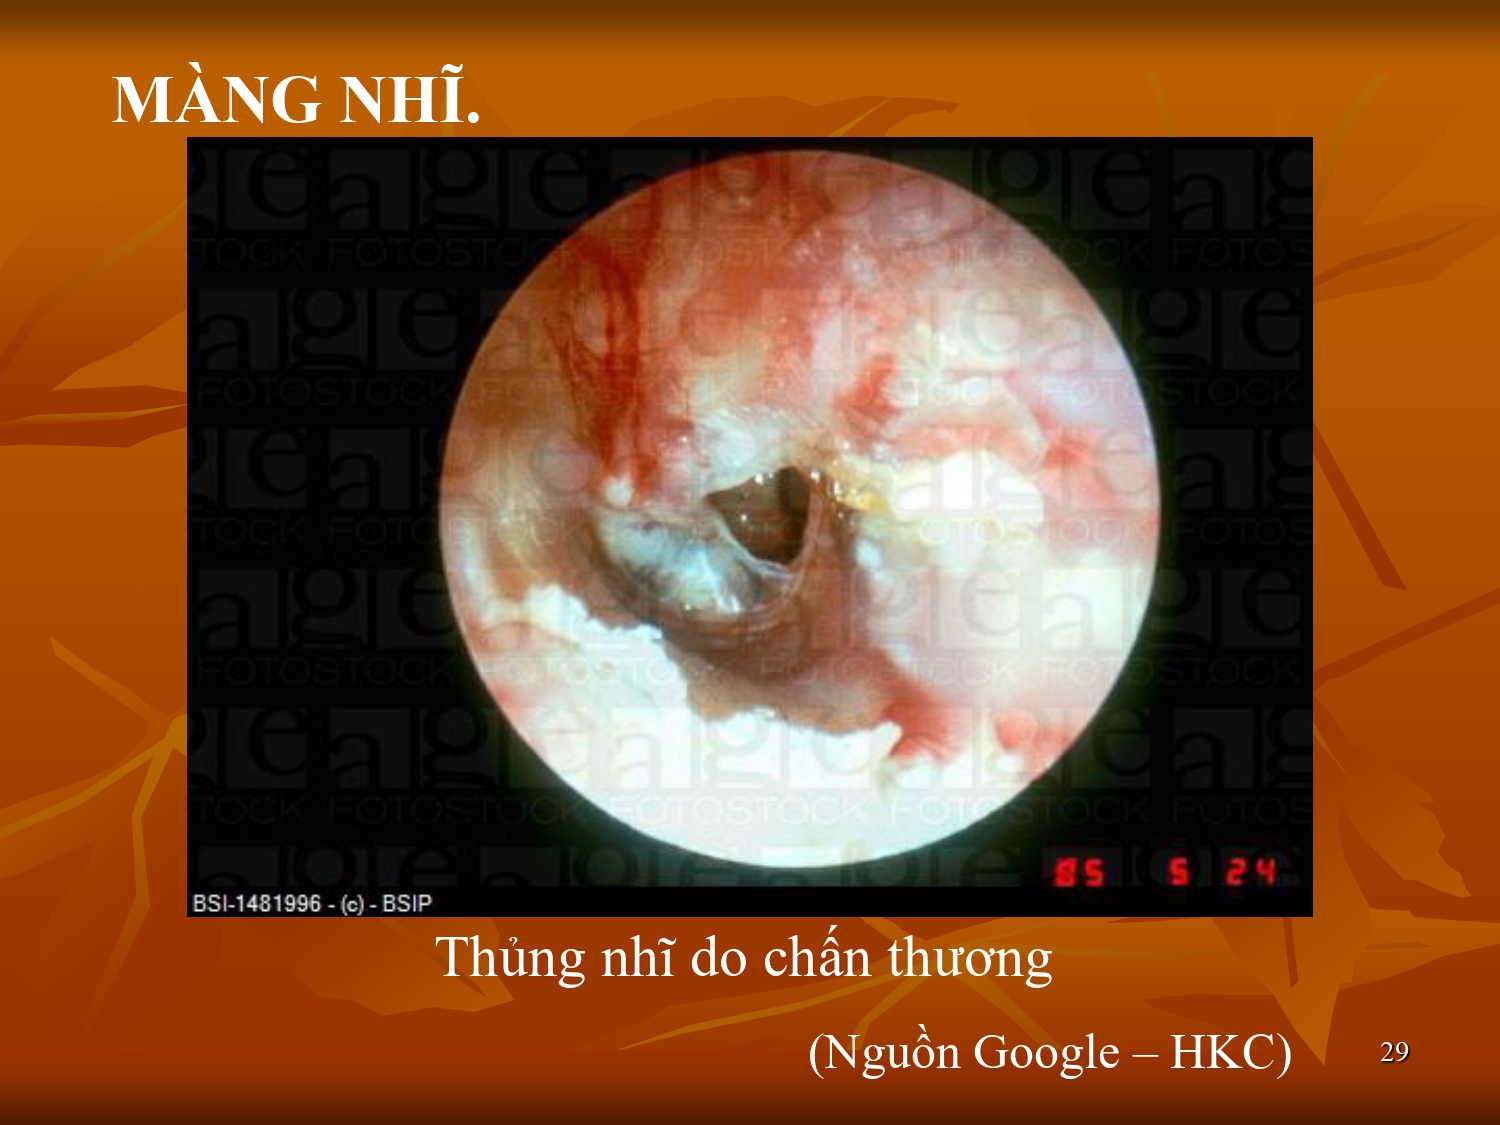 MÀNG NHĨ.
age fotostock
85 5 24
BSI-1481996 - (c) - BSIP
Thủng nhĩ do chấn thương
(Nguồn Google – HKC)
29